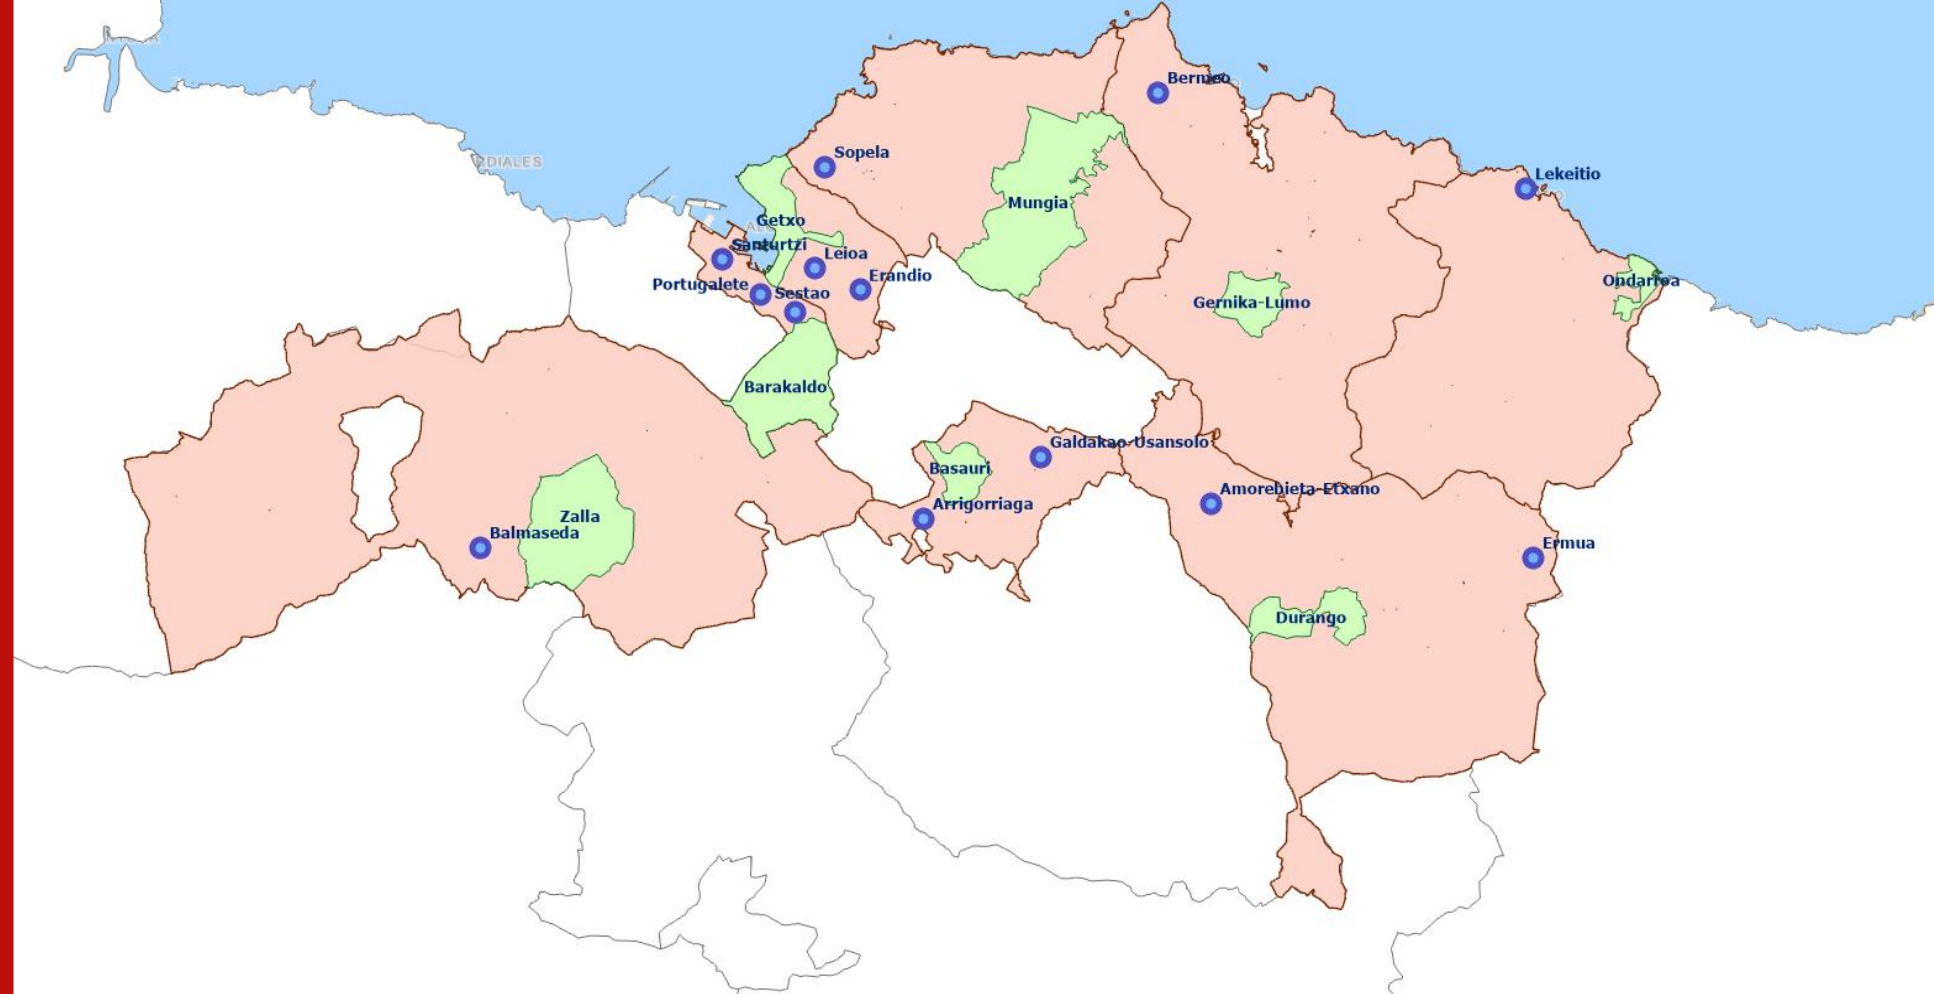 Bermeo
Sopela
RDIALES
Lekeitio
Mungia
Getxo
Santurtzi
Leioa
Erandio
Portugalete
Sestao
Ondarroa
Gernika-Lumo
Barakaldo
Galdakao-Usansolo
Basauri
Amorebieta-Etxano
Arrigorriaga
Zalla
Balmaseda
Ermua
Durango